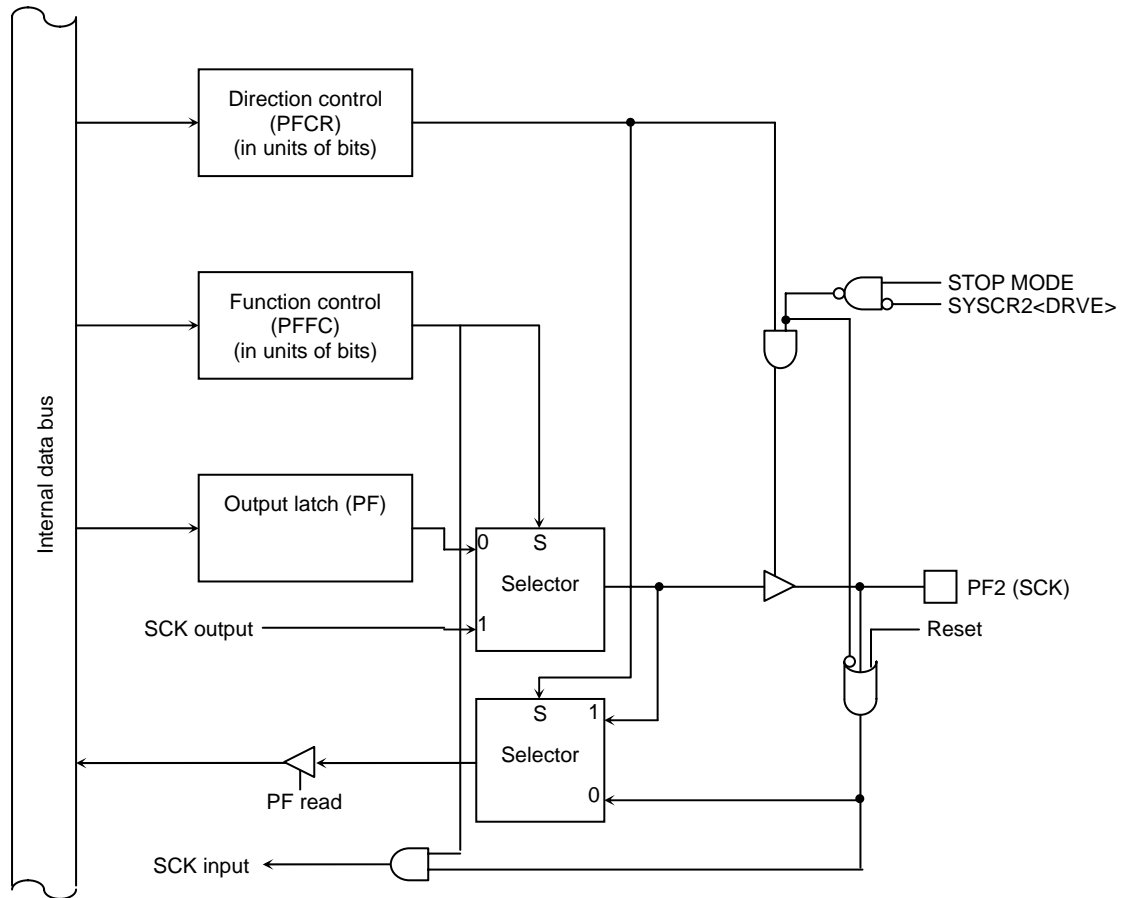 Direction control
(PFCR)
(in units of bits)
STOP MODE
SYSCR2<DRVE>
Function control
(PFFC)
(in units of bits)
Internal data bus
Output latch (PF)
0
S
Selector
1
SCK output
PF2 (SCK)
Reset
S
1
Selector
0
PF read
SCK input